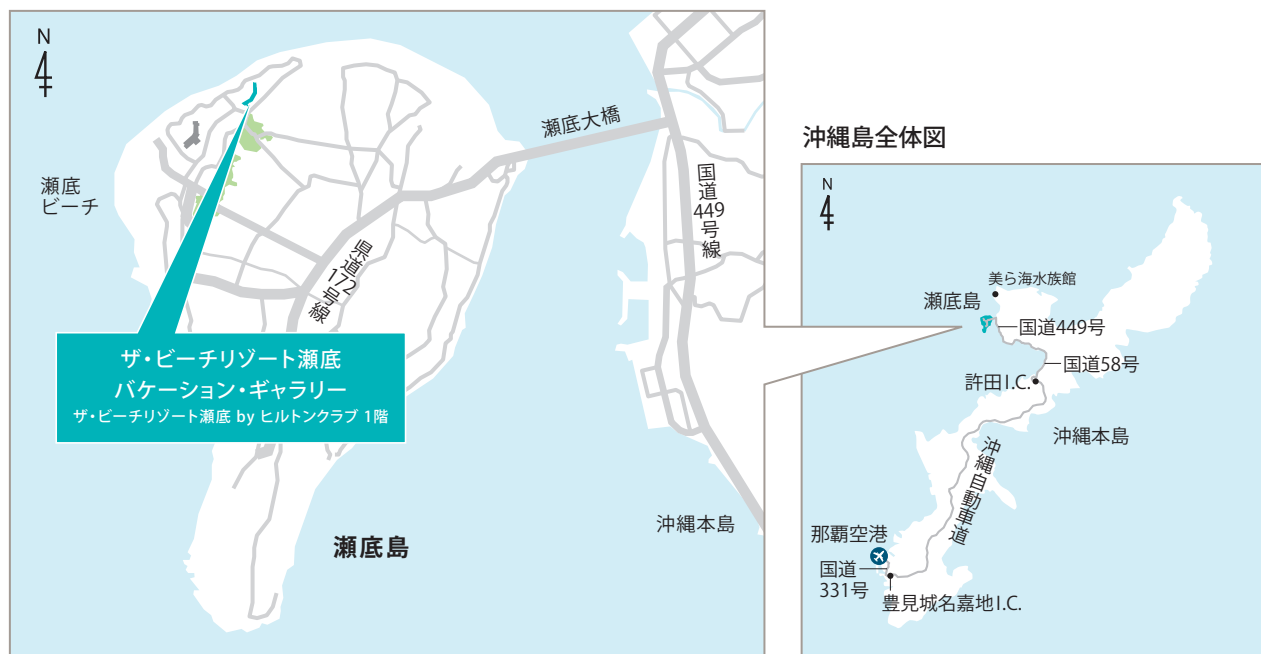 N
瀬底大橋
瀬底
ビーチ
国道449号線
県道172号線
ザ・ビーチリゾート瀬底
バケーション・ギャラリー
ザ・ビーチリゾート瀬底 by ヒルトンクラブ 1階
沖縄本島
瀬底島
沖縄島全体図
N
美ら海水族館
瀬底島
国道449号
国道58号
許田I.C.
沖縄本島
沖縄自動車道
那覇空港
国道
331号
豊見城名嘉地I.C.